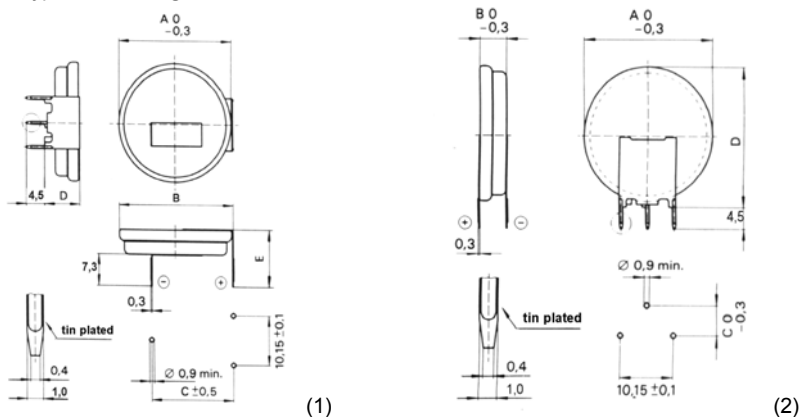 A 0
-0,3
4,5
D
B
7,3
E
⊖
⊕
0,3
tin plated
10,15 ±0,1
0,4
1,0
Ø 0,9 min.
C ±0,5
(1)
B 0
-0,3
A 0
-0,3
D
4,5
⊕
⊖
0,3
Ø 0,9 min.
tin plated
C 0
-0,3
0,4
1,0
10,15 ±0,1
(2)